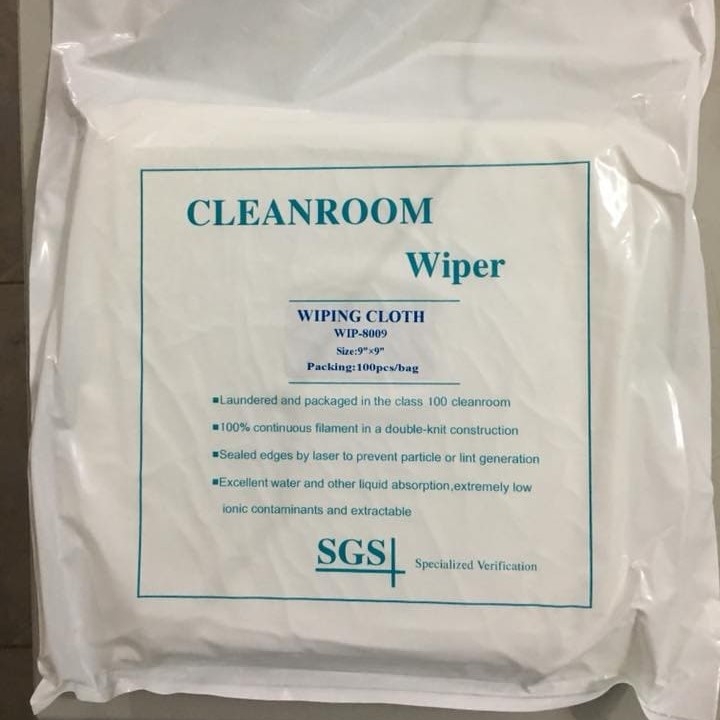 CLEANROOM
Wiper
WIPING CLOTH
WIP-8009
Size:9"×9"
Packing:100pcs/bag
▪Laundered and packaged in the class 100 cleanroom
▪100% continuous filament in a double-knit construction
▪Sealed edges by laser to prevent particle or lint generation
▪Excellent water and other liquid absorption,extremely low
ionic contaminants and extractable
SGS Specialized Verification